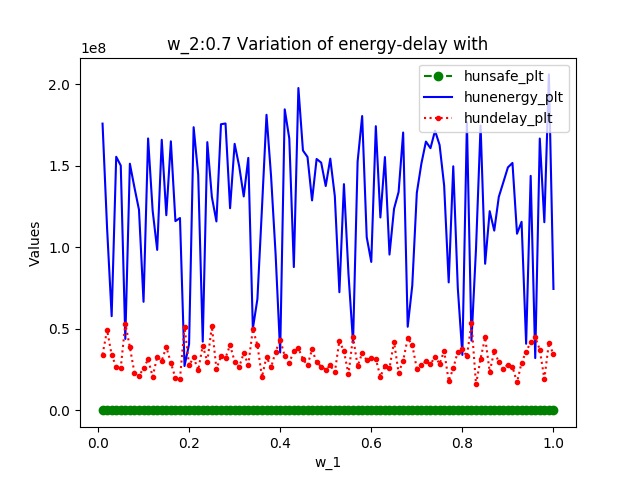 w_2:0.7 Variation of energy-delay with
1e8
hunsafe_plt
hunenergy_plt
hundelay_plt
2.0
1.5
1.0
0.5
0.0
Values
0.0 0.2 0.4 0.6 0.8 1.0
w_1